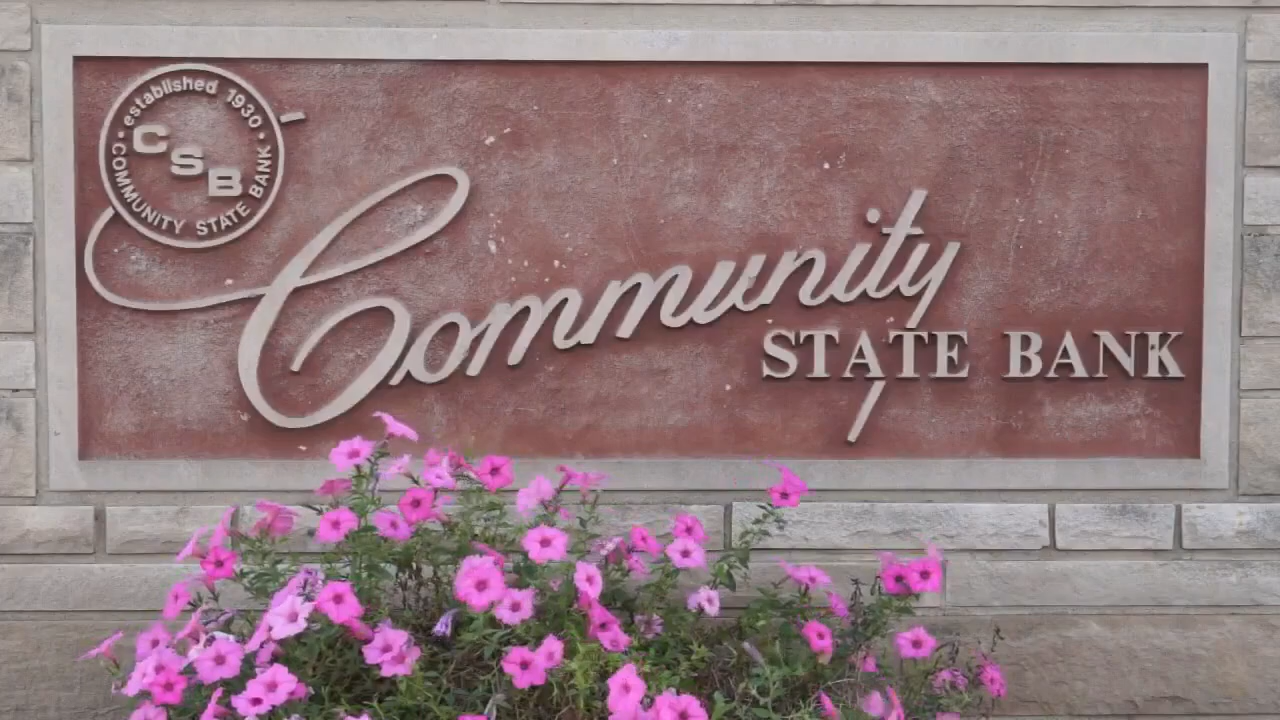 established 1930
CSB
COMMUNITY STATE BANK
Community
STATE BANK